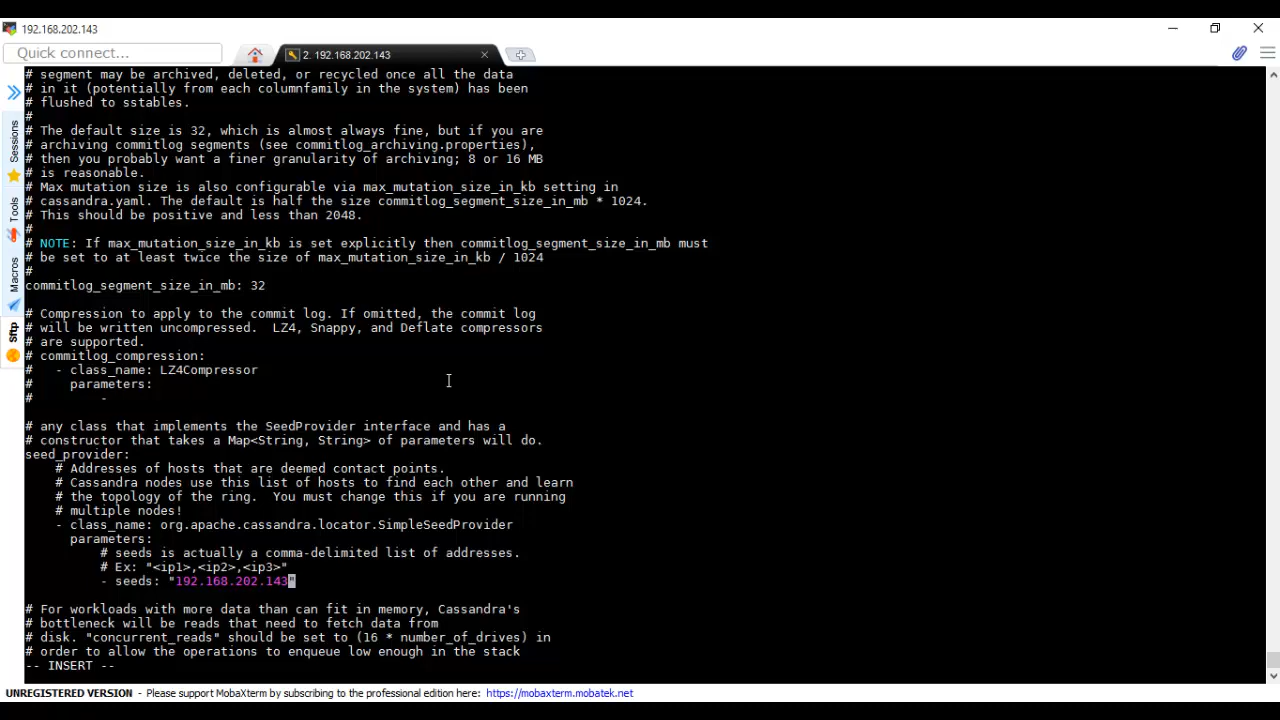 192.168.202.143
Quick connect...
2. 192.168.202.143
Sessions
Tools
Macros
Sftp
# segment may be archived, deleted, or recycled once all the data
# in it (potentially from each columnfamily in the system) has been
# flushed to sstables.
#
# The default size is 32, which is almost always fine, but if you are
# archiving commitlog segments (see commitlog_archiving.properties),
# then you probably want a finer granularity of archiving; 8 or 16 MB
# is reasonable.
# Max mutation size is also configurable via max_mutation_size_in_kb setting in
# cassandra.yaml. The default is half the size commitlog_segment_size_in_mb * 1024.
# This should be positive and less than 2048.
#
# NOTE: If max_mutation_size_in_kb is set explicitly then commitlog_segment_size_in_mb must
# be set to at least twice the size of max_mutation_size_in_kb / 1024
#
commitlog_segment_size_in_mb: 32
# Compression to apply to the commit log. If omitted, the commit log
# will be written uncompressed.  LZ4, Snappy, and Deflate compressors
# are supported.
# commitlog_compression:
#   - class_name: LZ4Compressor
#     parameters:
#         -
# any class that implements the SeedProvider interface and has a
# constructor that takes a Map<String, String> of parameters will do.
seed_provider:
    # Addresses of hosts that are deemed contact points.
    # Cassandra nodes use this list of hosts to find each other and learn
    # the topology of the ring.  You must change this if you are running
    # multiple nodes!
    - class_name: org.apache.cassandra.locator.SimpleSeedProvider
      parameters:
          # seeds is actually a comma-delimited list of addresses.
          # Ex: "<ip1>,<ip2>,<ip3>"
          - seeds: "192.168.202.143"
# For workloads with more data than can fit in memory, Cassandra's
# bottleneck will be reads that need to fetch data from
# disk. "concurrent_reads" should be set to (16 * number_of_drives) in
# order to allow the operations to enqueue low enough in the stack
-- INSERT --
UNREGISTERED VERSION - Please support MobaXterm by subscribing to the professional edition here: https://mobaxterm.mobatek.net